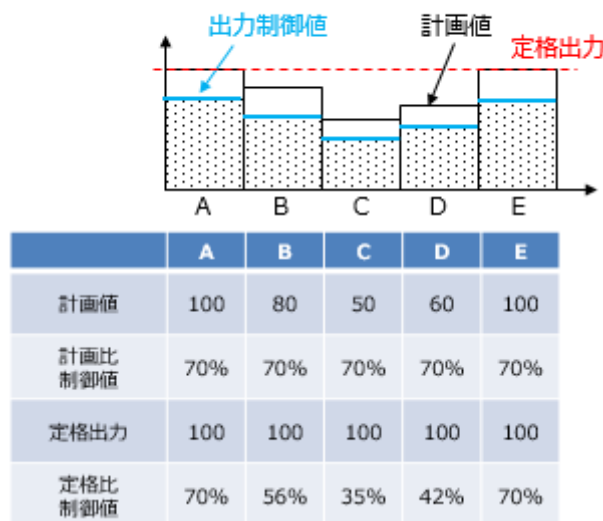 出力制御値
計画値
定格出力
A B C D E
A B C D E
計画値 100 80 50 60 100
計画比
制御値 70% 70% 70% 70% 70%
定格出力 100 100 100 100 100
定格比
制御値 70% 56% 35% 42% 70%